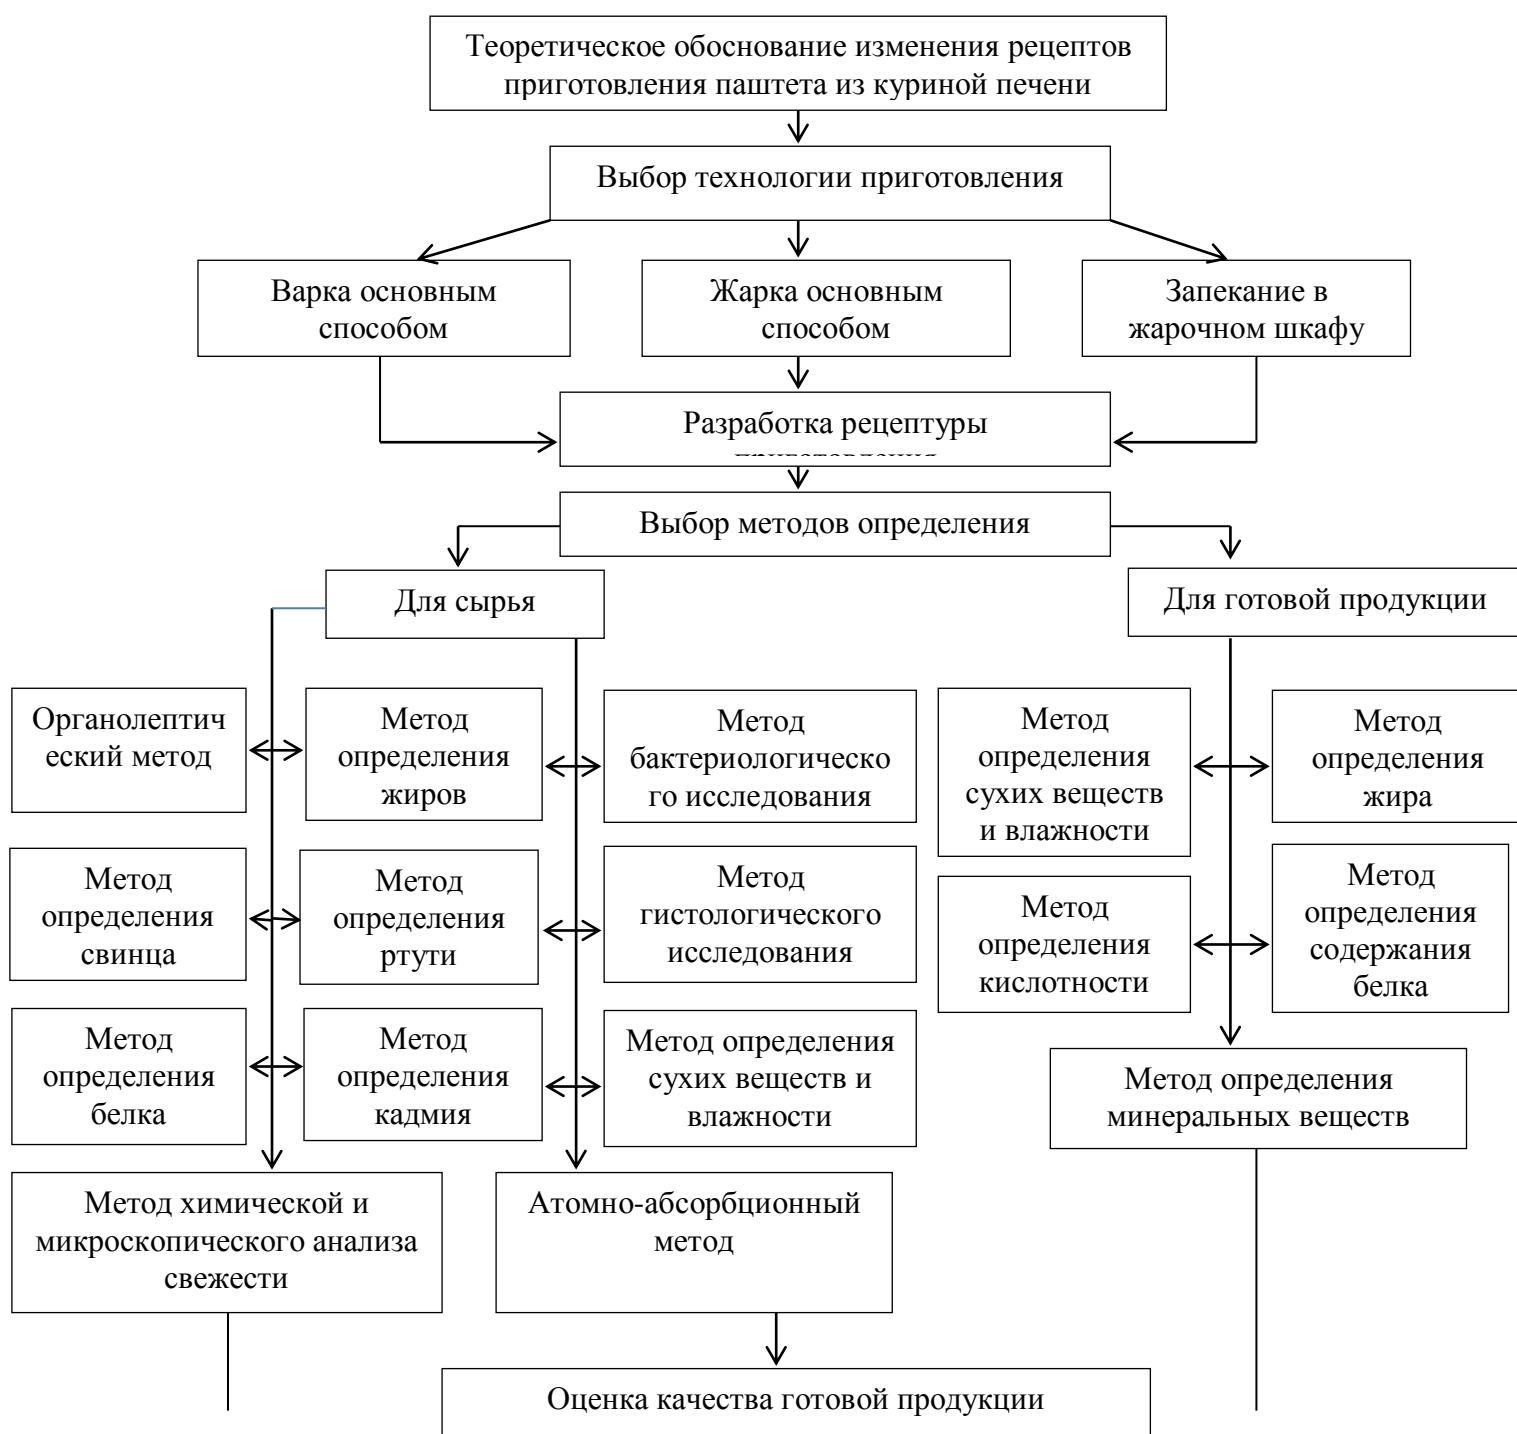 Теоретическое обоснование изменения рецептов
приготовления паштета из куриной печени
Выбор технологии приготовления
Варка основным
способом
Жарка основным
способом
Запекание в
жарочном шкафу
Разработка рецептуры
приготовления
Выбор методов определения
Для сырья
Для готовой продукции
Органолептич
еский метод
Метод
определения
жиров
Метод
бактериологическо
го исследования
Метод
определения
сухих веществ
и влажности
Метод
определения
жира
Метод
определения
свинца
Метод
определения
ртути
Метод
гистологического
исследования
Метод
определения
кислотности
Метод
определения
содержания
белка
Метод
определения
белка
Метод
определения
кадмия
Метод определения
сухих веществ и
влажности
Метод определения
минеральных веществ
Метод химической и
микроскопического анализа
свежести
Атомно-абсорбционный
метод
Оценка качества готовой продукции